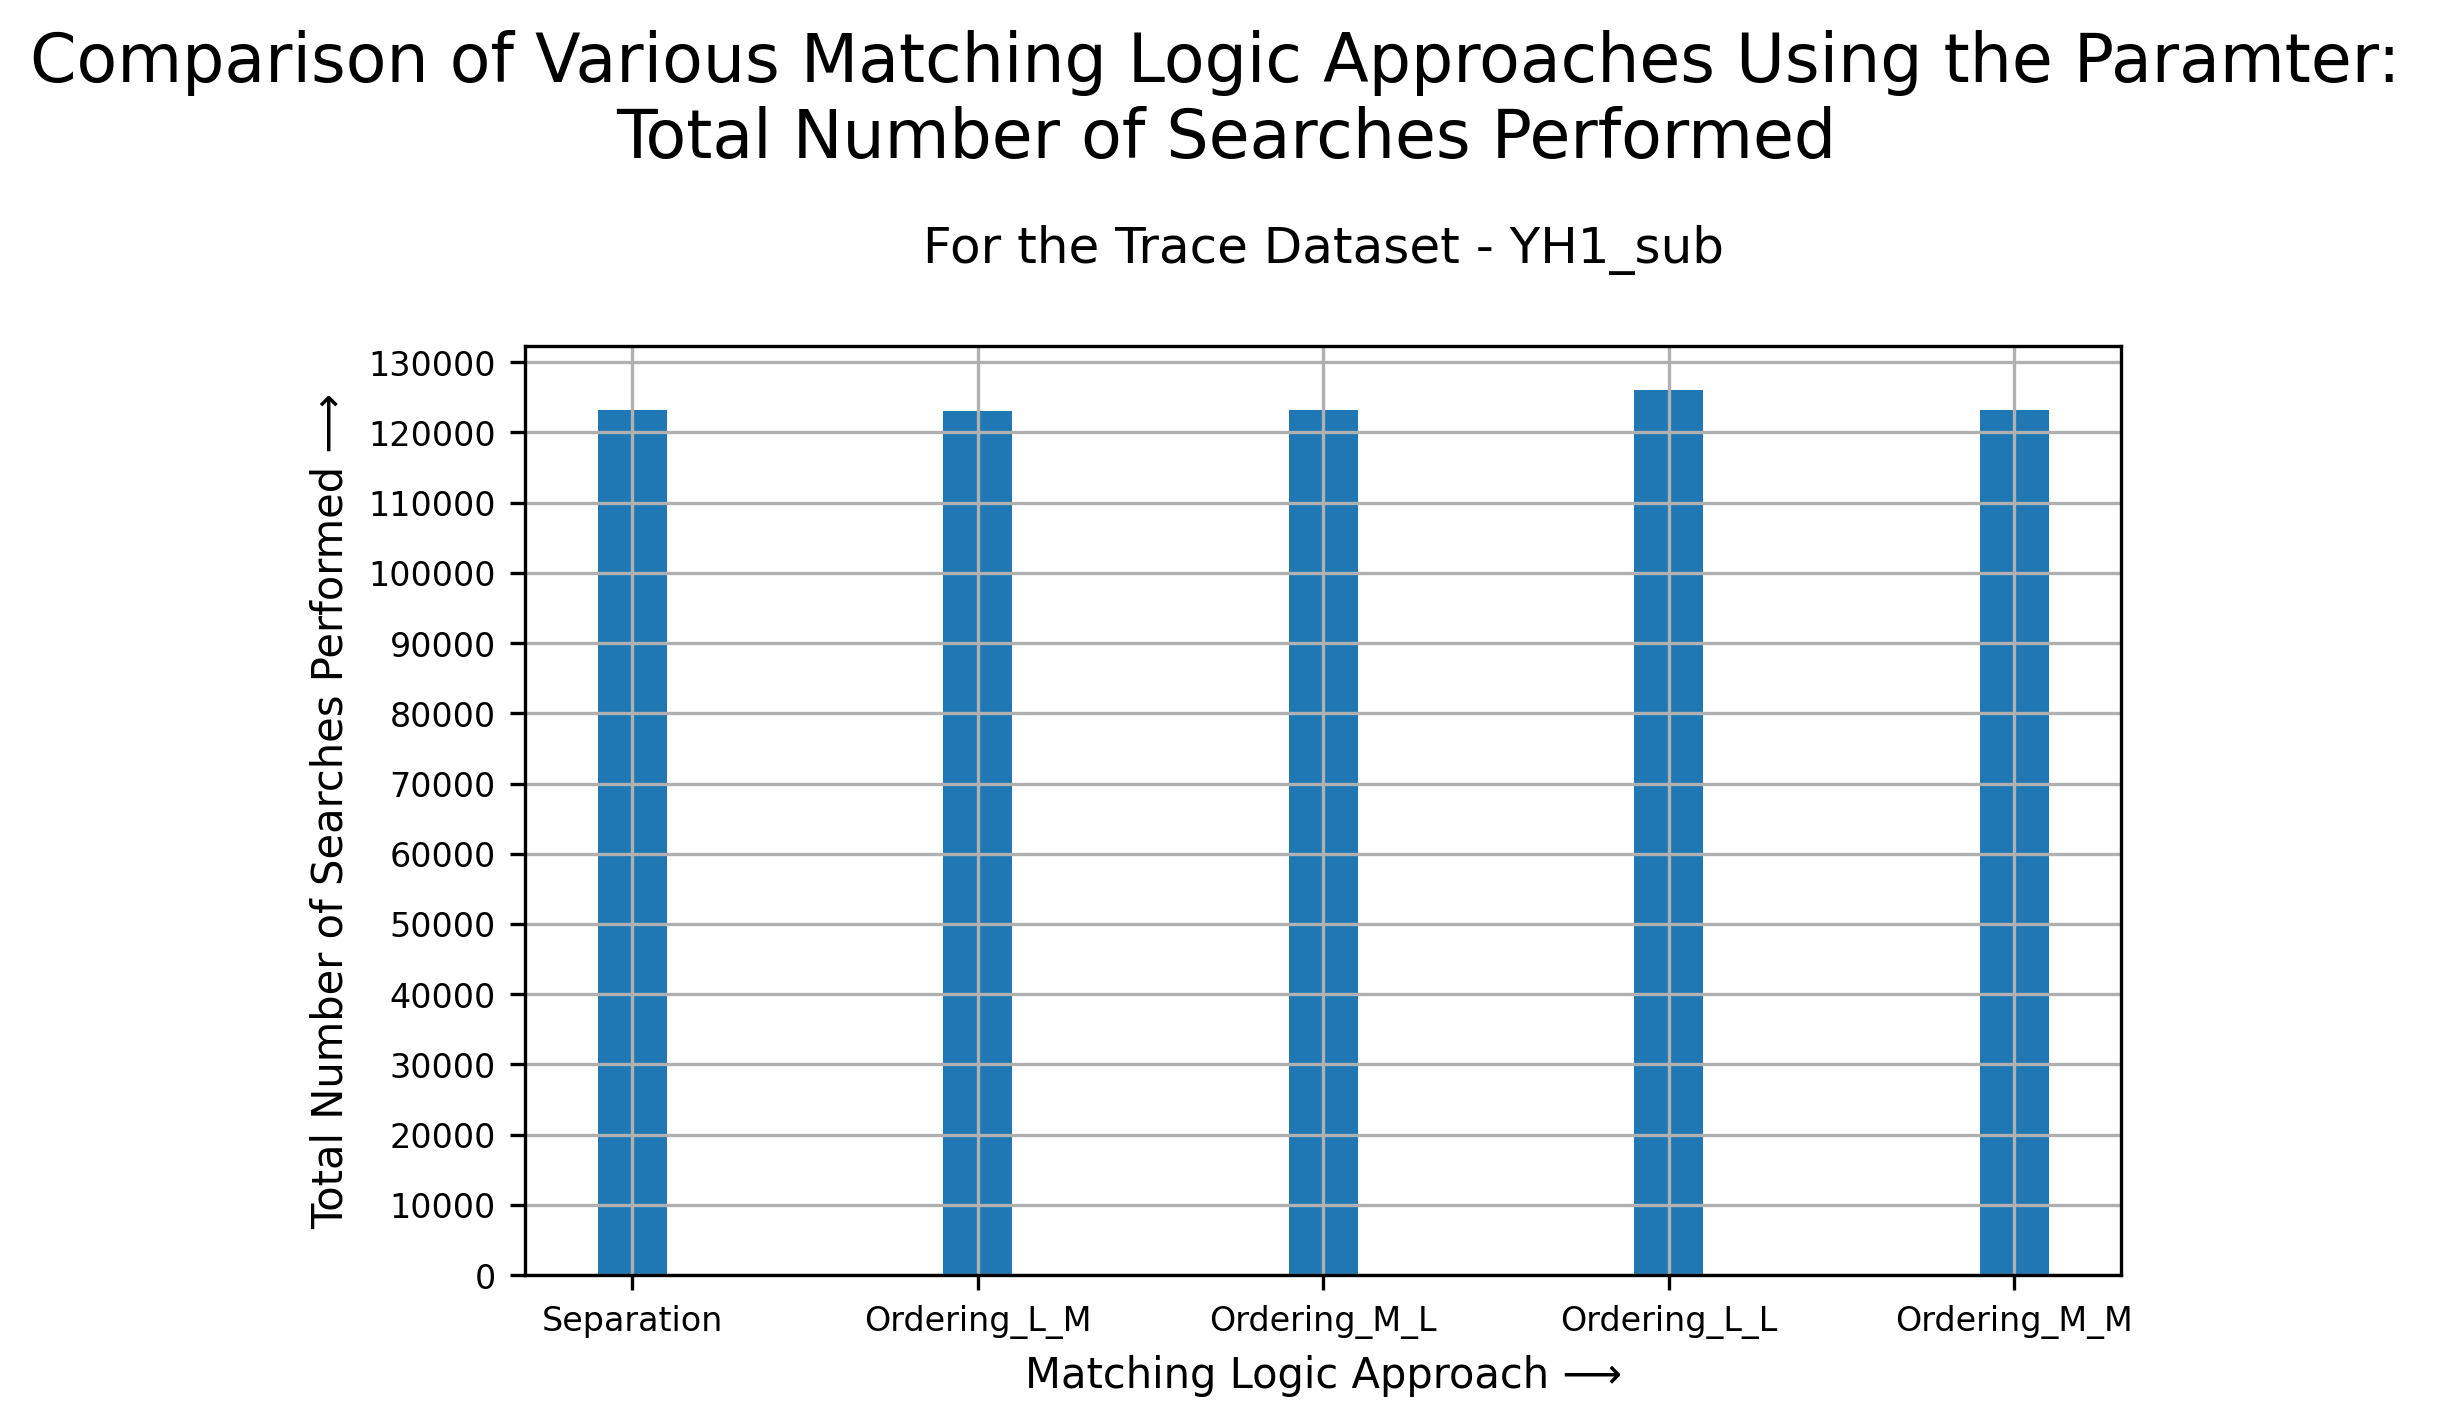 Comparison of Various Matching Logic Approaches Using the Paramter:
Total Number of Searches Performed
For the Trace Dataset - YH1_sub
Total Number of Searches Performed ⟶
130000
120000
110000
100000
90000
80000
70000
60000
50000
40000
30000
20000
10000
0
Separation Ordering_L_M Ordering_M_L Ordering_L_L Ordering_M_M
Matching Logic Approach ⟶